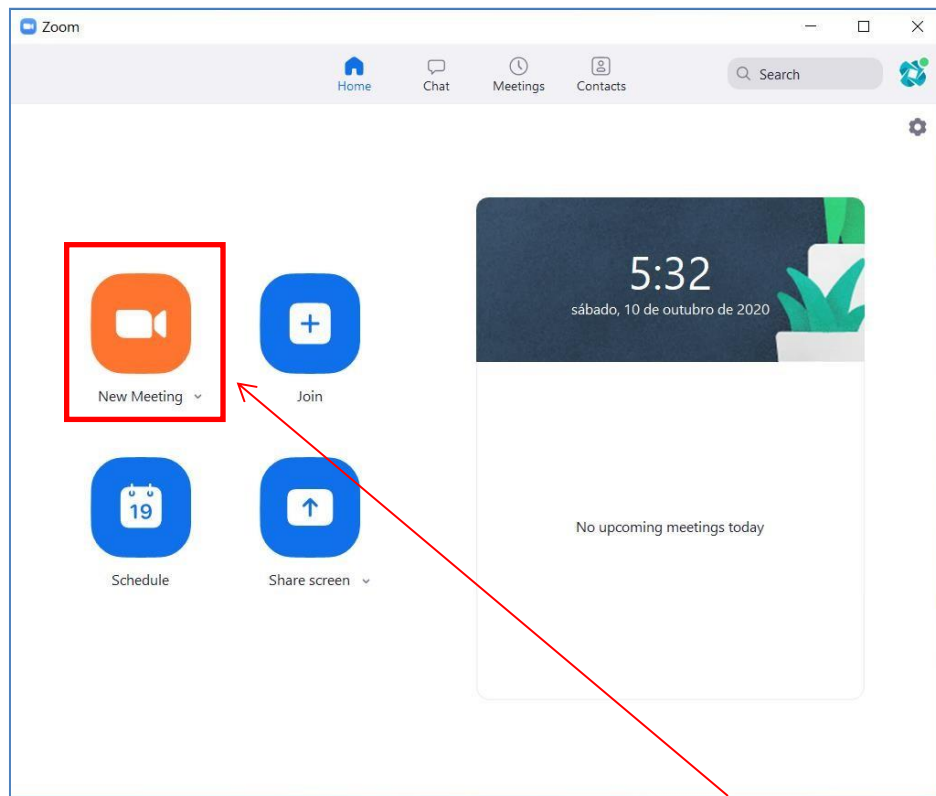 Zoom
Home
Chat
Meetings
Contacts
Search
5:32
sábado, 10 de outubro de 2020
New Meeting
Join
19
Schedule
Share screen
No upcoming meetings today